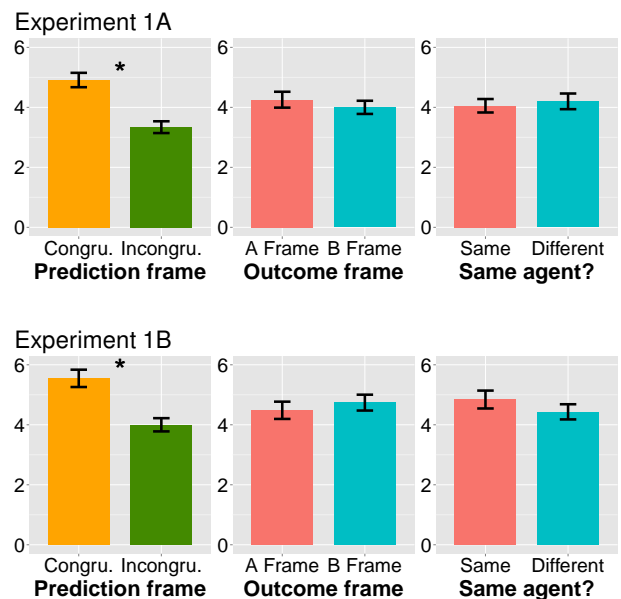 Experiment 1A
6
4
2
0
*
Congru. Incongru.
Prediction frame
6
4
2
0
A Frame B Frame
Outcome frame
6
4
2
0
Same Different
Same agent?
Experiment 1B
6
4
2
0
*
Congru. Incongru.
Prediction frame
6
4
2
0
A Frame B Frame
Outcome frame
6
4
2
0
Same Different
Same agent?